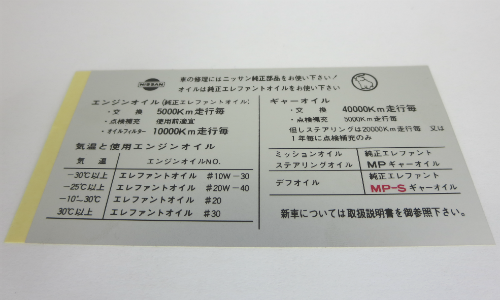 NISSAN
車の修理にはニッサン純正部品をお使い下さい!
オイルは純正エレファントオイルをお使い下さい!
エンジンオイル(純正エレファントオイル)
・交換 5000Km走行毎
・点検補充 使用前適宜
・オイルフィルター 10000Km走行毎
気温と使用エンジンオイル
気温 エンジンオイルNO.
-30℃以上 エレファントオイル #10W-30
-25℃以上 エレファントオイル #20W-40
-10~30℃ エレファントオイル #20
30℃以上 エレファントオイル #30
ギャーオイル
・交換 40000Km走行毎
・点検補充 5000Km走行毎
但しステアリングは20000Km走行毎 又は
1年毎に点検補充のみ
ミッションオイル 純正エレファント
ステアリングオイル MPギャーオイル
デフオイル 純正エレファント
MP-Sギャーオイル
新車については取扱説明書を御参照下さい。